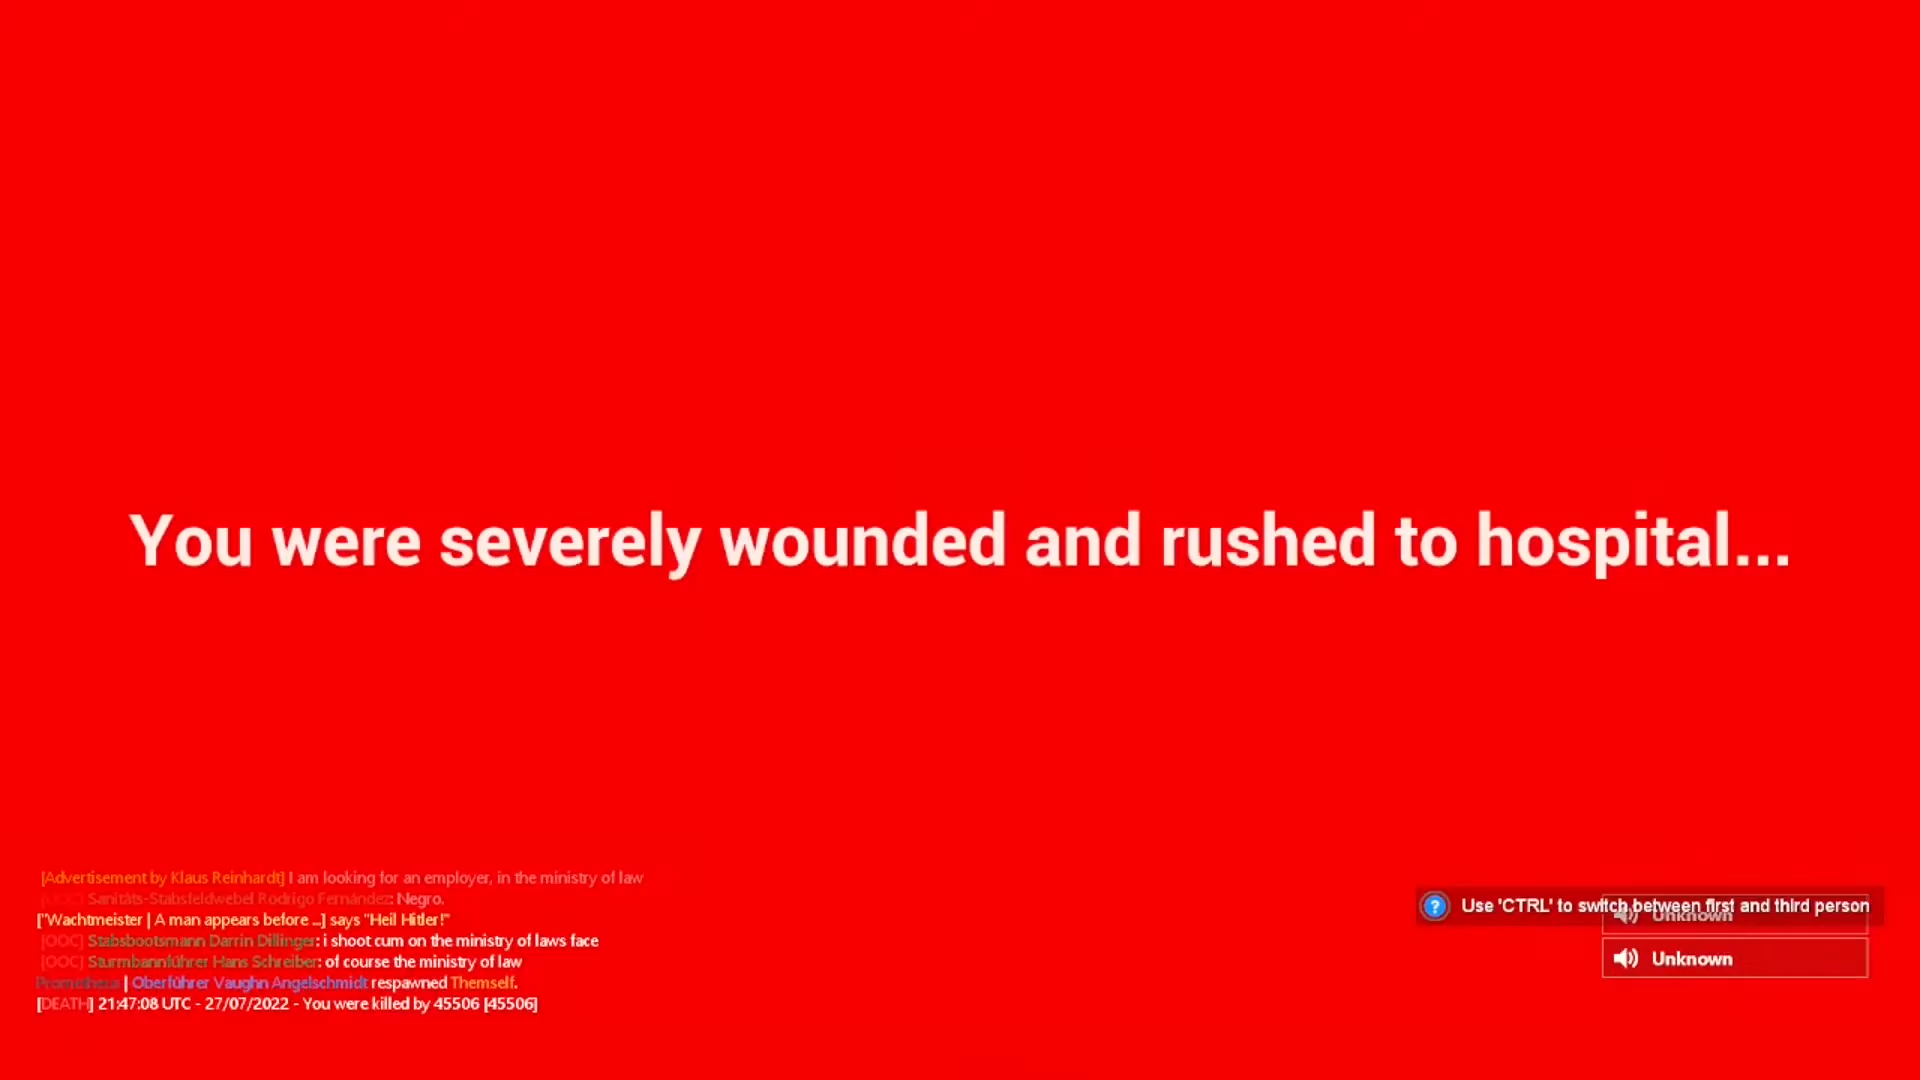 You were severely wounded and rushed to hospital...
[Advertisement by Klaus Reinhardt] I am looking for an employer, in the ministry of law
[OOC] Sanitäts-Stabsfeldwebel Rodrigo Fernández: Negro.
["Wachtmeister | A man appears before ...] says "Heil Hitler!"
[OOC] Stabsbootsmann Darrin Dillinger: i shoot cum on the ministry of laws face
[OOC] Sturmbannführer Hans Schreiber: of course the ministry of law
Prometheus | Oberführer Vaughn Angelschmidt respawned Themself.
[DEATH] 21:47:08 UTC - 27/07/2022 - You were killed by 45506 [45506]
Use 'CTRL' to switch between first and third person
Unknown
Unknown